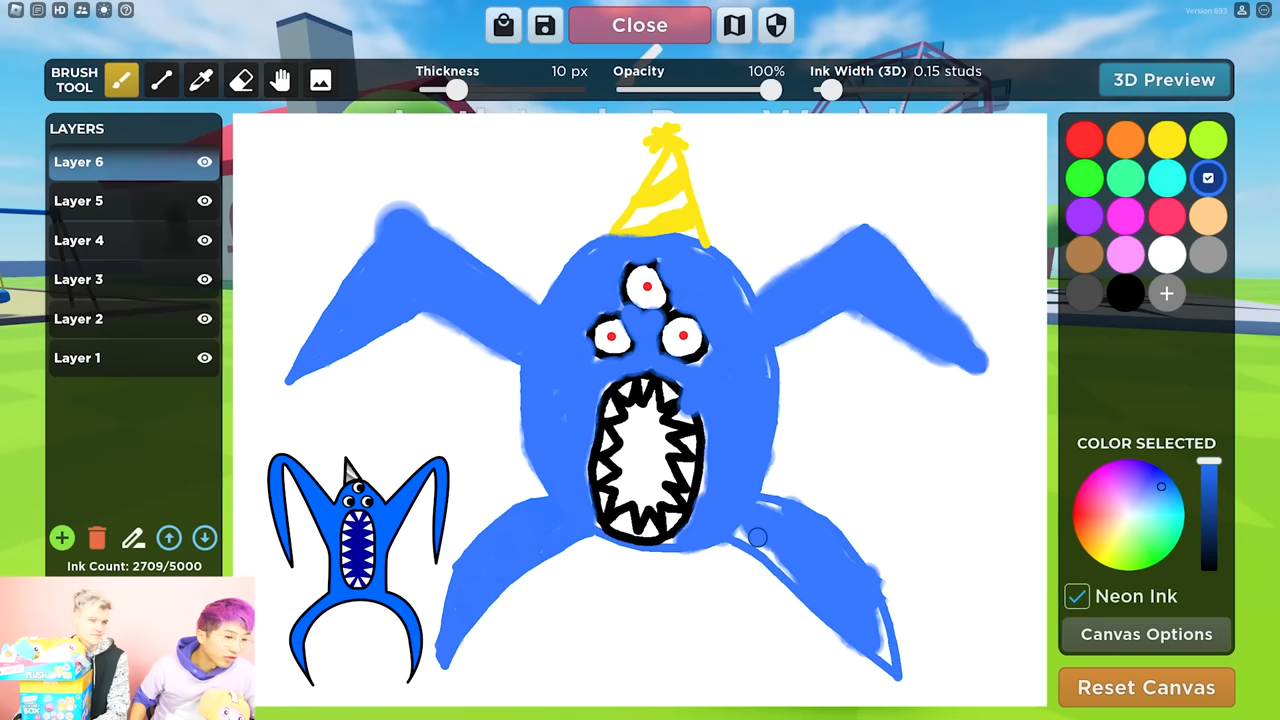 Version 693
Close
BRUSH TOOL
Thickness 10 px
Opacity 100%
Ink Width (3D) 0.15 studs
3D Preview
LAYERS
Layer 6
Layer 5
Layer 4
Layer 3
Layer 2
Layer 1
Ink Count: 2709/5000
COLOR SELECTED
Neon Ink
Canvas Options
Reset Canvas